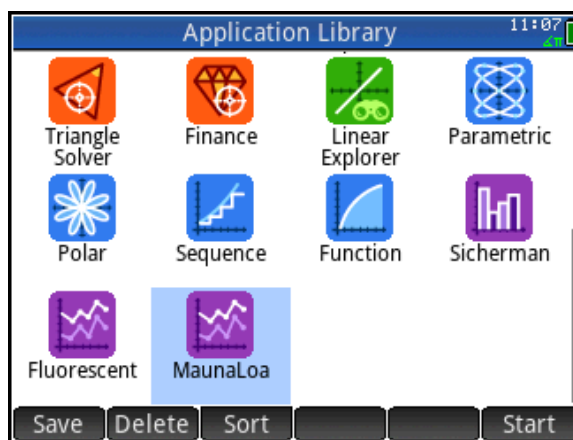 Application Library 11:07
∠π
Triangle Solver
Finance
Linear Explorer
Parametric
Polar
Sequence
Function
Sicherman
Fluorescent
MaunaLoa
Save Delete Sort Start